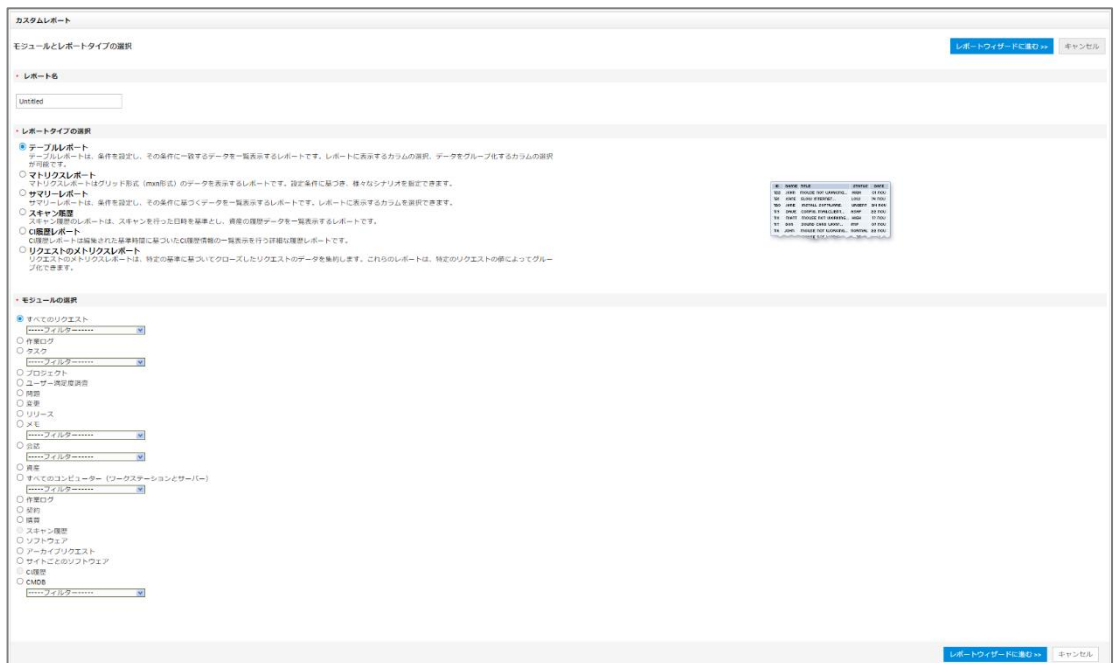 カスタムレポート
モジュールとレポートタイプの選択
レポートウィザードに進む >>
キャンセル
* レポート名
Untitled
* レポートタイプの選択
テーブルレポート
テーブルレポートは、条件を設定し、その条件に一致するデータを一覧表示するレポートです。レポートに表示するカラムの選択、データをグループ化するカラムの選択
が可能です。
マトリクスレポート
マトリクスレポートはグリッド形式（mxn形式）のデータを表示するレポートです。設定条件に基づき、様々なシナリオを指定できます。
サマリーレポート
サマリーレポートは、条件を設定し、その条件に基づくデータを一覧表示するレポートです。レポートに表示するカラムを選択できます。
スキャン履歴
スキャン履歴のレポートは、スキャンを行った日時を基準とし、資産の履歴データを一覧表示するレポートです。
CI履歴レポート
CI履歴レポートは編集された基準時間に基づいたCI履歴情報の一覧表示を行う詳細な履歴レポートです。
リクエストのメトリクスレポート
リクエストのメトリクスレポートは、特定の基準に基づいてクローズしたリクエストのデータを集約します。これらのレポートは、特定のリクエストの値によってグルー
プ化できます。
ID NAME TITLE STATUS DATE
* モジュールの選択
すべてのリクエスト
-----フィルター------
作業ログ
タスク
-----フィルター------
プロジェクト
ユーザー満足度調査
問題
変更
リリース
メモ
-----フィルター------
会話
-----フィルター------
資産
すべてのコンピューター（ワークステーションとサーバー）
-----フィルター------
作業ログ
契約
購買
スキャン履歴
ソフトウェア
アーカイブリクエスト
サイトごとのソフトウェア
CI履歴
CMDB
-----フィルター------
レポートウィザードに進む >>
キャンセル